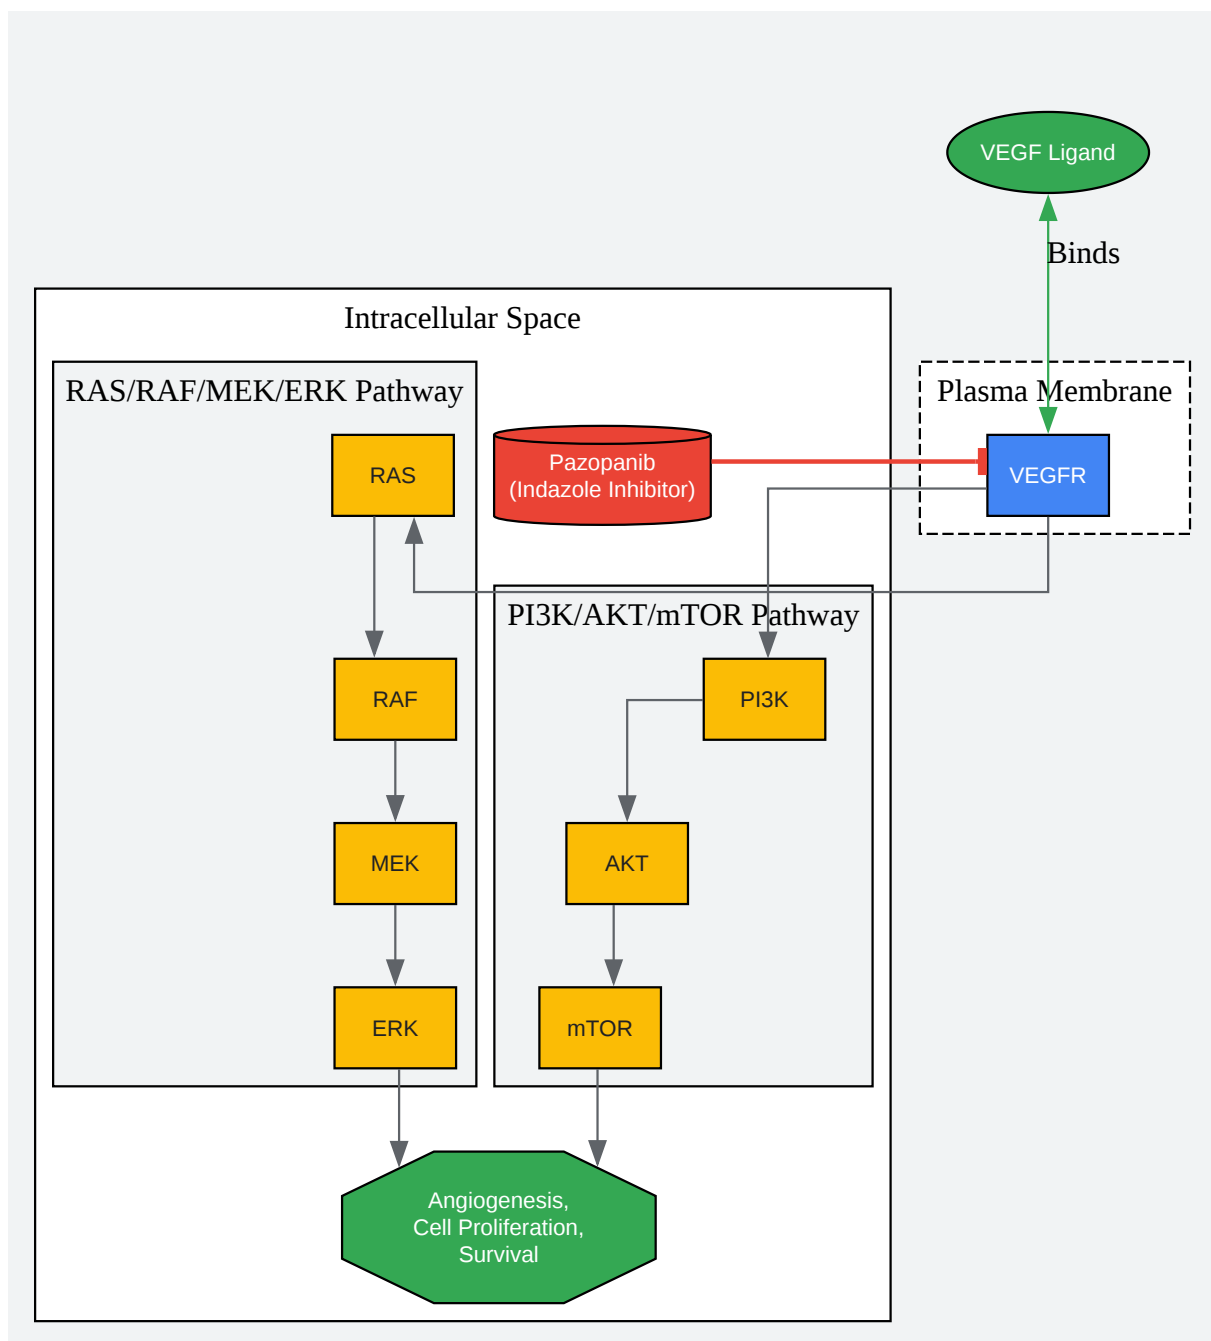 VEGF Ligand
Binds
Intracellular Space
RAS/RAF/MEK/ERK Pathway
Plasma Membrane
RAS
Pazopanib
(Indazole Inhibitor)
VEGFR
PI3K/AKT/mTOR Pathway
RAF
PI3K
MEK
AKT
ERK
mTOR
Angiogenesis,
Cell Proliferation,
Survival